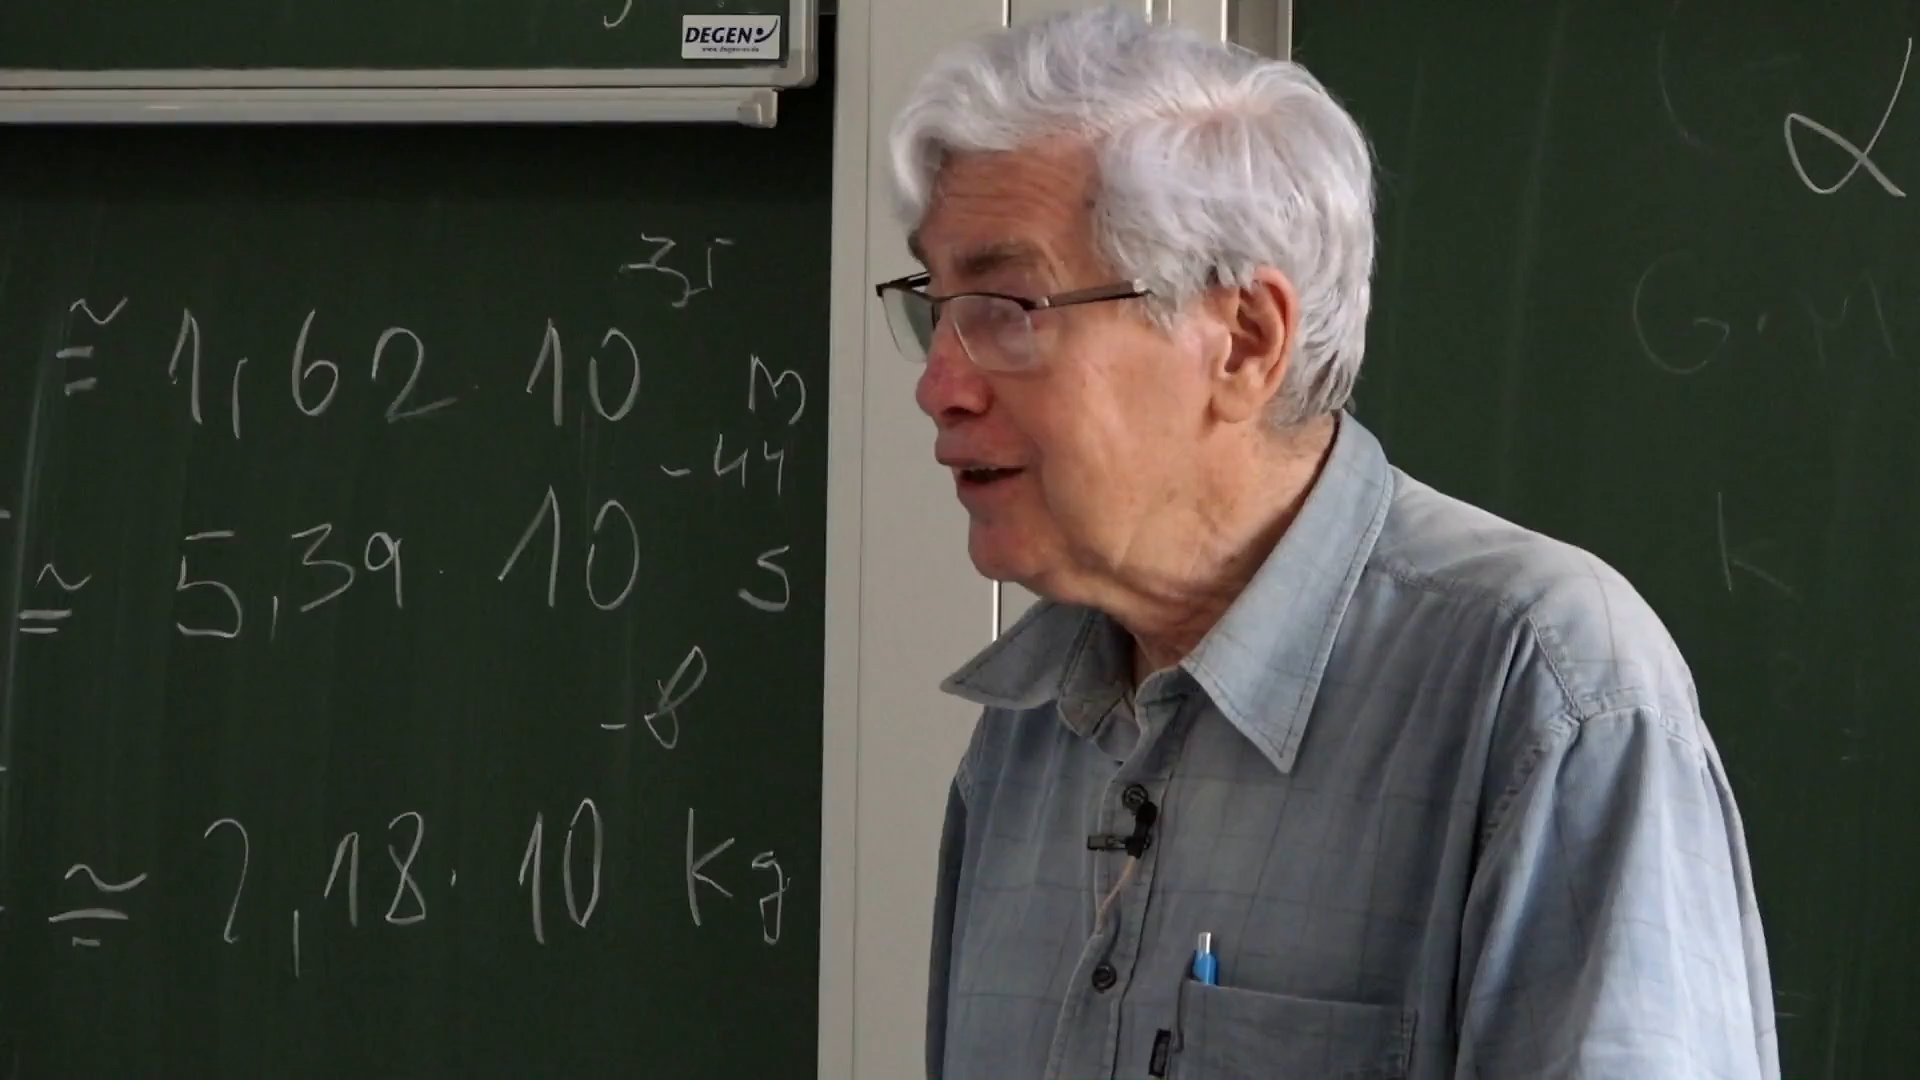 DEGEN
≅ 1,62 10⁻³⁵ m
≅ 5,39 · 10⁻⁴⁴ s
≅ 2,18 · 10⁻⁸ kg
α
G · M
K